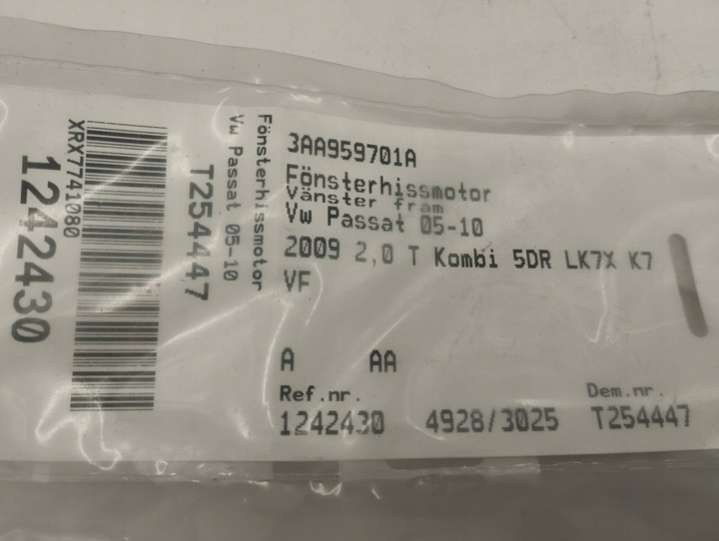 3AA959701A
Fönsterhissmotor
Vänster fram
Vw Passat 05-10
2009 2,0 T Kombi 5DR LK7X K7
VF
A AA
Ref.nr. Dem.nr.
1242430 4928/3025 T254447
Fönsterhissmotor
Vw Passat 05-10
T254447
XRX7741080
1242430